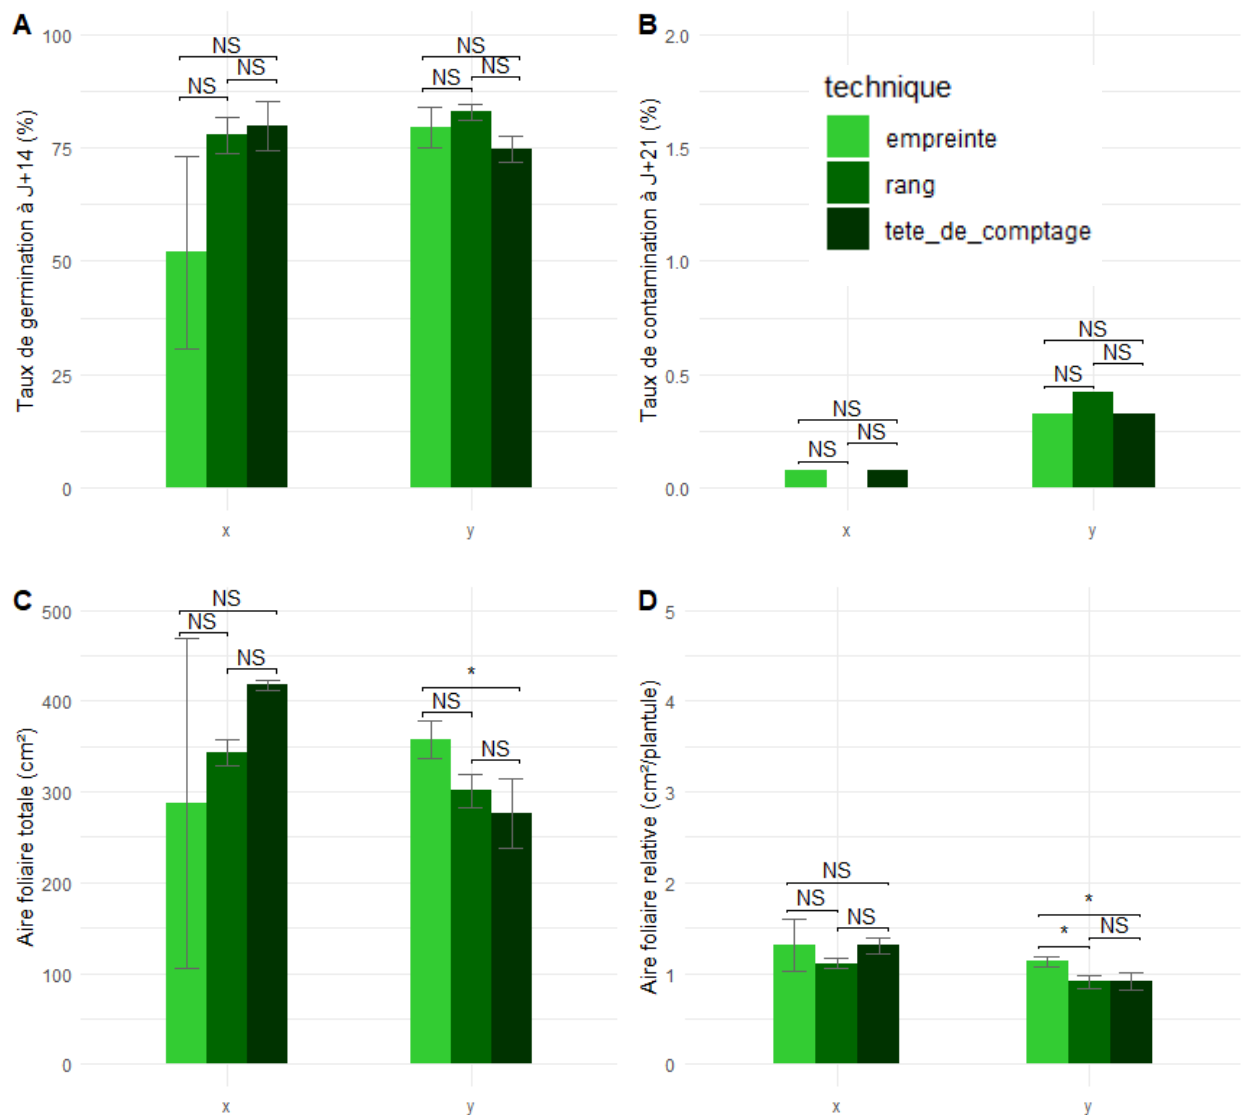 A
Taux de germination à J+14 (%)
100
75
50
25
0
NS
NS
NS
NS
NS
NS
x
y
B
Taux de contamination à J+21 (%)
2.0
1.5
1.0
0.5
0.0
technique
empreinte
rang
tete_de_comptage
NS
NS
NS
NS
NS
NS
x
y
C
Aire foliaire totale (cm²)
500
400
300
200
100
0
NS
NS
NS
*
NS
NS
x
y
D
Aire foliaire relative (cm²/plantule)
5
4
3
2
1
0
NS
NS
NS
*
*
NS
x
y